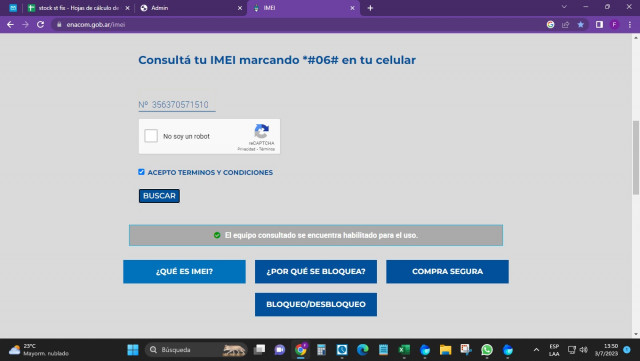 stock st fix - Hojas de cálculo de
Admin
IMEI
enacom.gob.ar/imei
Consultá tu IMEI marcando *#06# en tu celular
Nº 356370571510
No soy un robot
reCAPTCHA
Privacidad - Términos
ACEPTO TERMINOS Y CONDICIONES
BUSCAR
El equipo consultado se encuentra habilitado para el uso.
¿QUÉ ES IMEI?
¿POR QUÉ SE BLOQUEA?
COMPRA SEGURA
BLOQUEO/DESBLOQUEO
23°C
Mayorm. nublado
Búsqueda
ESP
LAA
13:50
3/7/2023